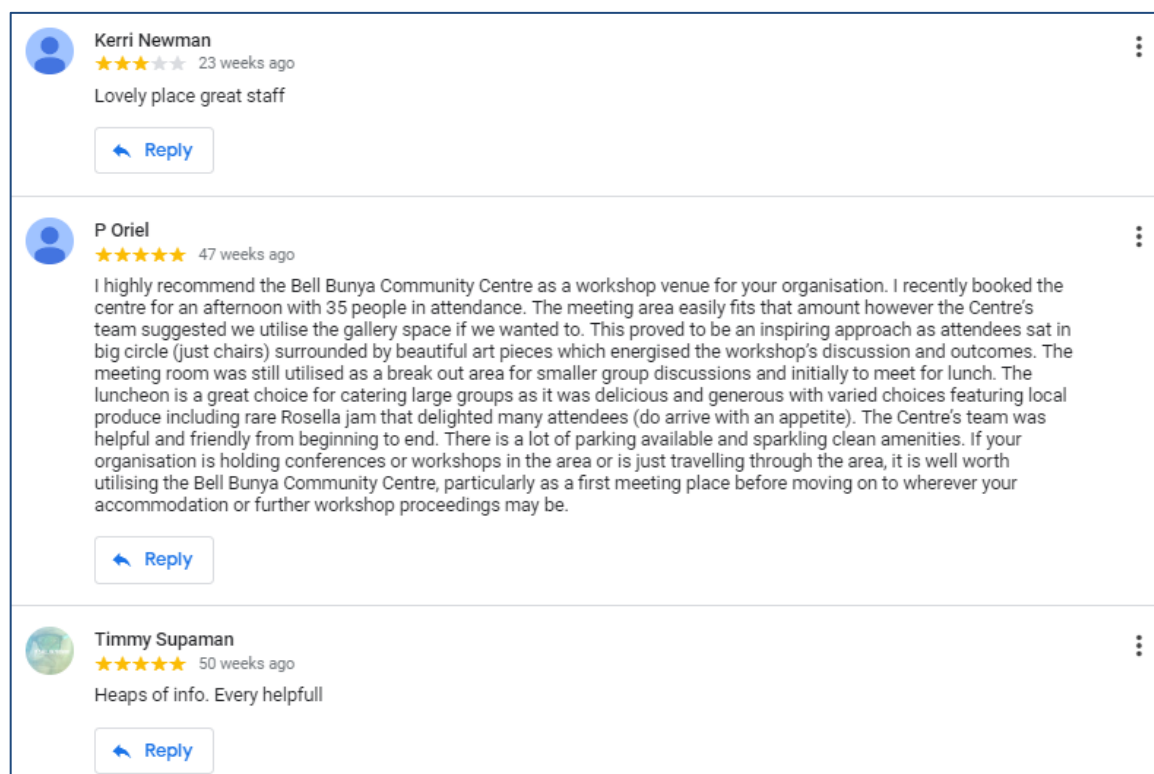 Kerri Newman
23 weeks ago
Lovely place great staff
Reply
P Oriel
47 weeks ago
I highly recommend the Bell Bunya Community Centre as a workshop venue for your organisation. I recently booked the
centre for an afternoon with 35 people in attendance. The meeting area easily fits that amount however the Centre's
team suggested we utilise the gallery space if we wanted to. This proved to be an inspiring approach as attendees sat in
big circle (just chairs) surrounded by beautiful art pieces which energised the workshop's discussion and outcomes. The
meeting room was still utilised as a break out area for smaller group discussions and initially to meet for lunch. The
luncheon is a great choice for catering large groups as it was delicious and generous with varied choices featuring local
produce including rare Rosella jam that delighted many attendees (do arrive with an appetite). The Centre's team was
helpful and friendly from beginning to end. There is a lot of parking available and sparkling clean amenities. If your
organisation is holding conferences or workshops in the area or is just travelling through the area, it is well worth
utilising the Bell Bunya Community Centre, particularly as a first meeting place before moving on to wherever your
accommodation or further workshop proceedings may be.
Reply
Timmy Supaman
50 weeks ago
Heaps of info. Every helpfull
Reply